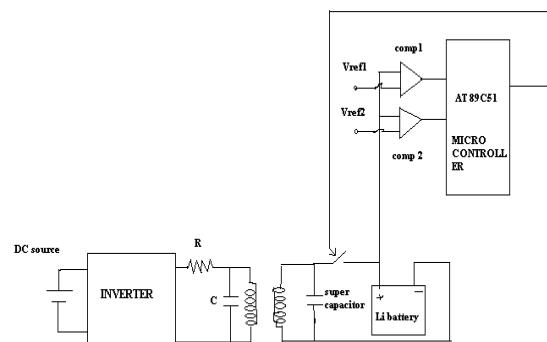 comp1
Vref1
Vref2
AT 89C51
MICRO
CONTROLL
ER
comp 2
DC source
R
INVERTER
C
super
capacitor
+
−
Li battery